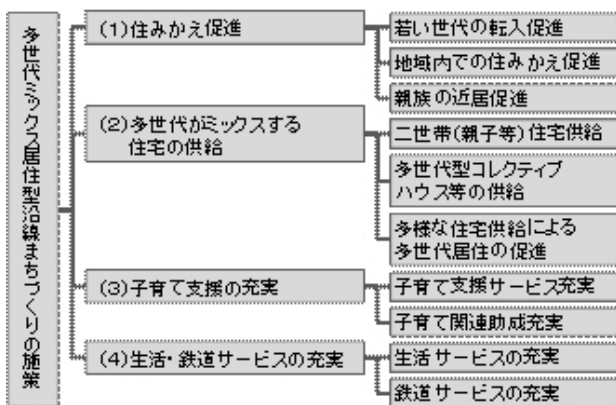 多世代ミックス居住型沿線まちづくりの施策
(1)住みかえ促進
若い世代の転入促進
地域内での住みかえ促進
親族の近居促進
(2)多世代がミックスする
住宅の供給
二世帯(親子等)住宅供給
多世代型コレクティブ
ハウス等の供給
多様な住宅供給による
多世代居住の促進
(3)子育て支援の充実
子育て支援サービス充実
子育て関連助成充実
(4)生活・鉄道サービスの充実
生活サービスの充実
鉄道サービスの充実